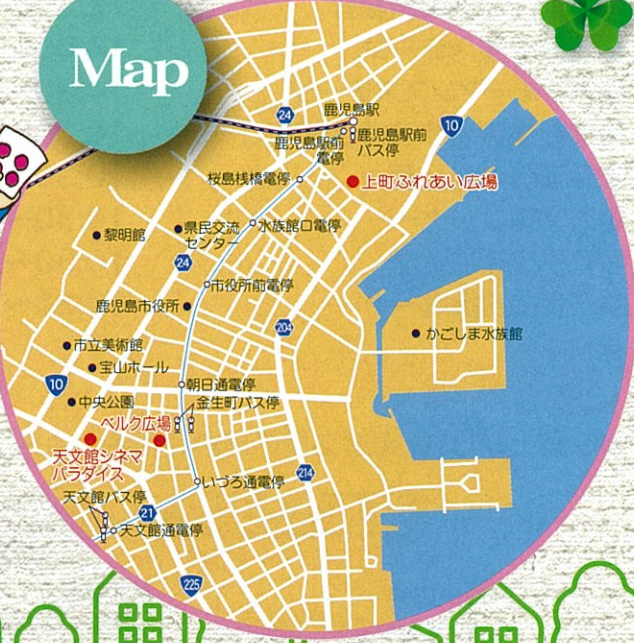 Map
24
鹿児島駅
10
鹿児島駅前
電停
鹿児島駅前
バス停
桜島桟橋電停
上町ふれあい広場
黎明館
県民交流
センター
水族館口電停
24
市役所前電停
鹿児島市役所
204
かごしま水族館
市立美術館
宝山ホール
10
朝日通電停
中央公園
金生町バス停
ベルク広場
天文館シネマ
パラダイス
いづろ通電停
214
天文館バス停
21
天文館通電停
225